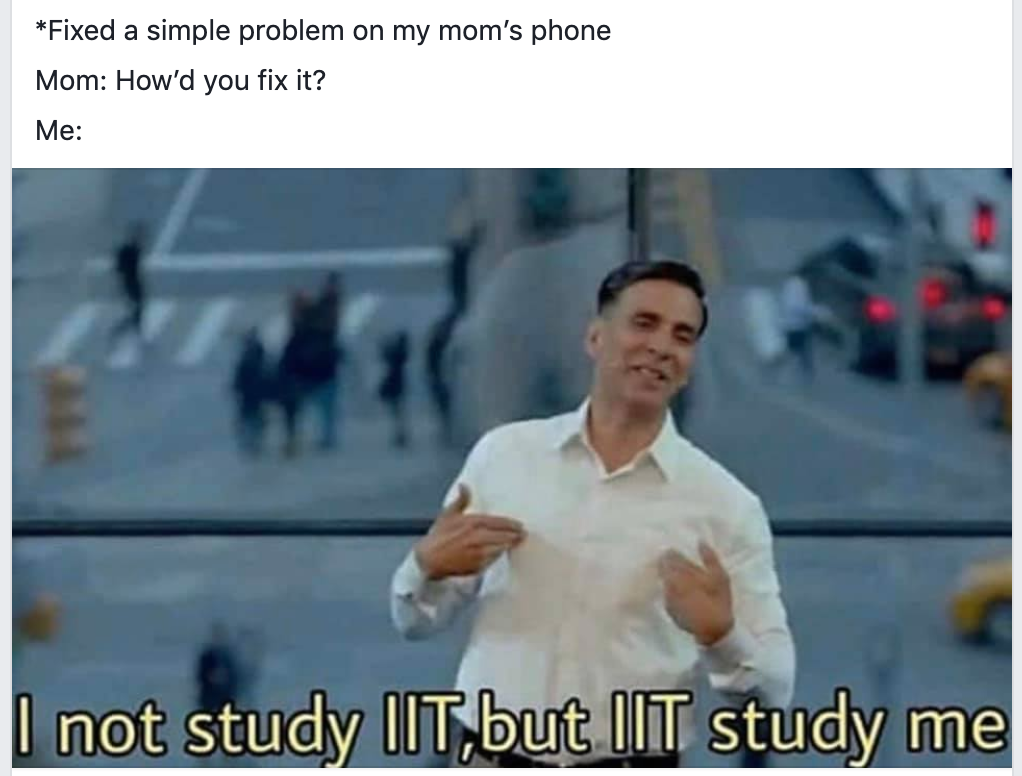 *Fixed a simple problem on my mom’s phone
Mom: How’d you fix it?
Me:
I not study IIT,but IIT study me